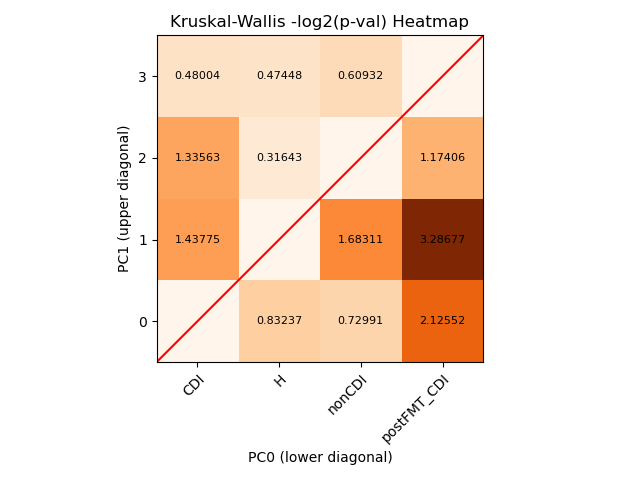 Kruskal-Wallis -log2(p-val) Heatmap
PC1 (upper diagonal)
3
0.48004 0.47448 0.60932
2
1.33563 0.31643 1.17406
1
1.43775 1.68311 3.28677
0
0.83237 0.72991 2.12552
CDI H nonCDI postFMT_CDI
PC0 (lower diagonal)